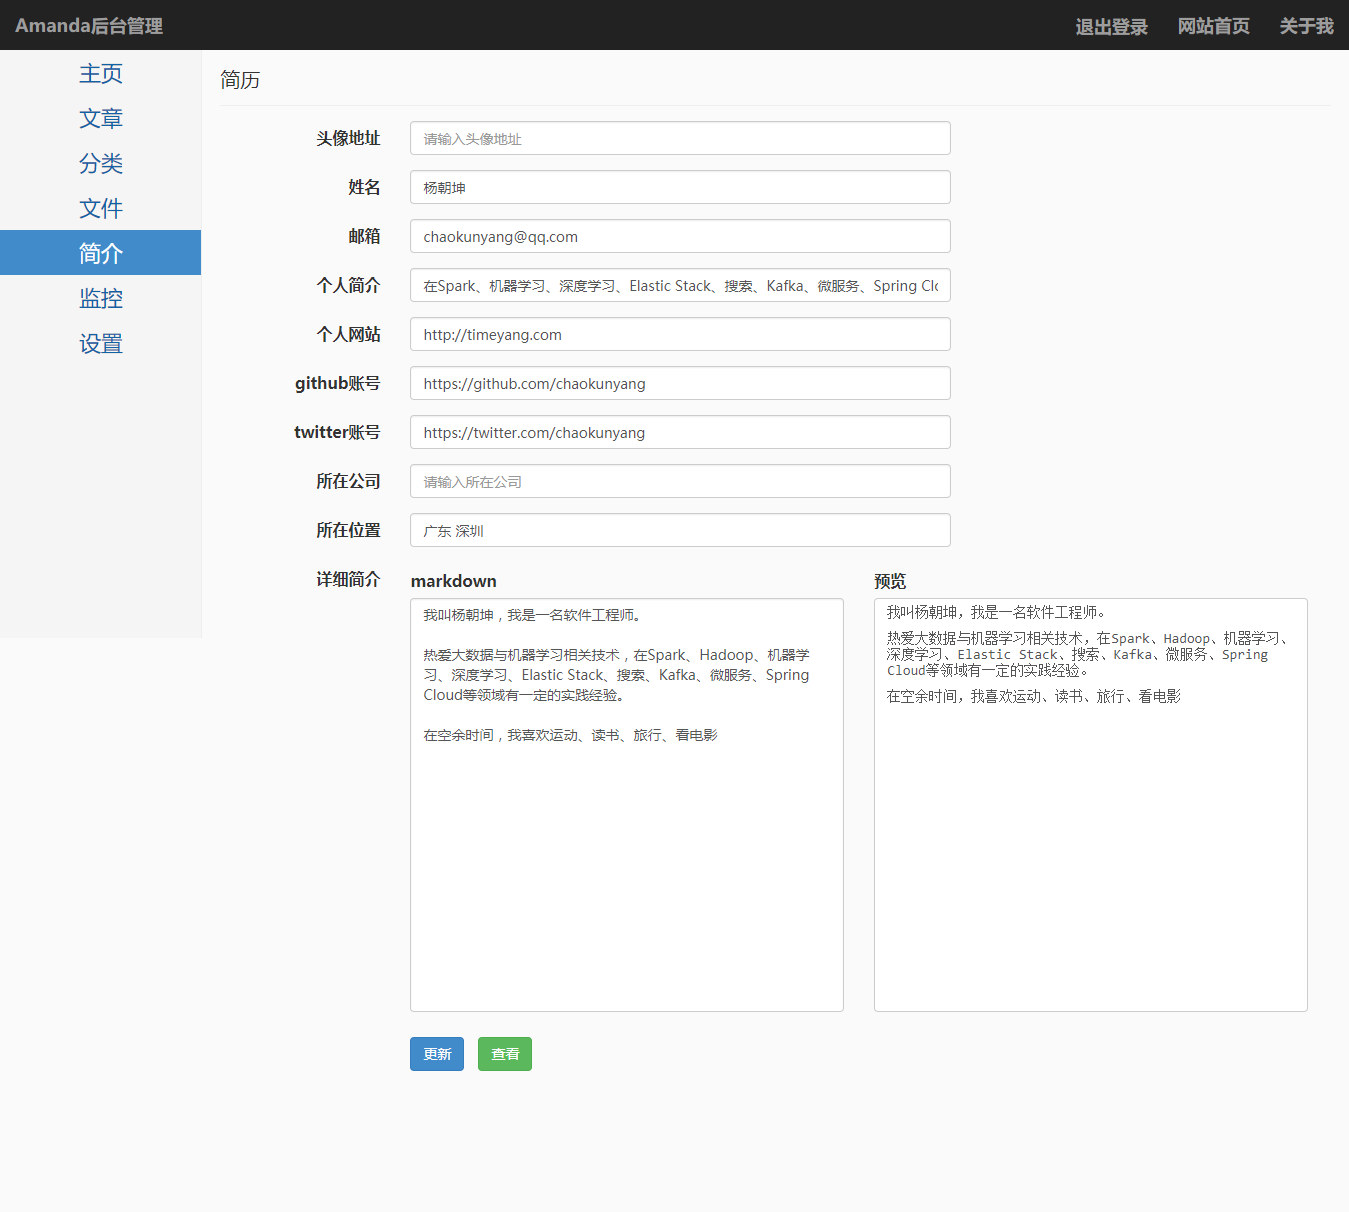 Amanda后台管理
退出登录 网站首页 关于我
主页
文章
分类
文件
简介
监控
设置
简历
头像地址 请输入头像地址
姓名 杨朝坤
邮箱 chaokunyang@qq.com
个人简介 在Spark、机器学习、深度学习、Elastic Stack、搜索、Kafka、微服务、Spring Clo
个人网站 http://timeyang.com
github账号 https://github.com/chaokunyang
twitter账号 https://twitter.com/chaokunyang
所在公司 请输入所在公司
所在位置 广东 深圳
详细简介
markdown
我叫杨朝坤，我是一名软件工程师。
热爱大数据与机器学习相关技术，在Spark、Hadoop、机器学
习、深度学习、Elastic Stack、搜索、Kafka、微服务、Spring
Cloud等领域有一定的实践经验。
在空余时间，我喜欢运动、读书、旅行、看电影
预览
我叫杨朝坤，我是一名软件工程师。
热爱大数据与机器学习相关技术，在Spark、Hadoop、机器学习、
深度学习、Elastic Stack、搜索、Kafka、微服务、Spring
Cloud等领域有一定的实践经验。
在空余时间，我喜欢运动、读书、旅行、看电影
更新 查看